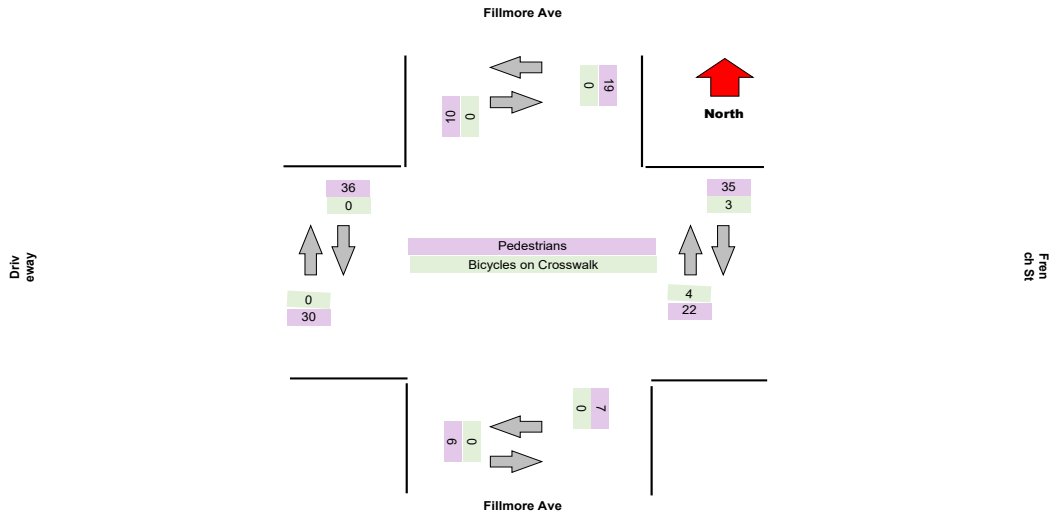 Fillmore Ave
0
19
10
0
North
36
0
35
3
Pedestrians
Bicycles on Crosswalk
Driv
eway
Fren
ch St
0
30
4
22
0
7
6
0
Fillmore Ave